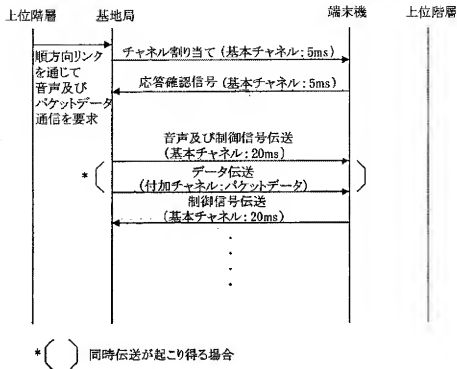 上位階層
基地局
端末機
上位階層
順方向リンク
を通じて
音声及び
パケットデータ
通信を要求
チャネル割り当て(基本チャネル:5ms)
応答確認信号(基本チャネル:5ms)
音声及び制御信号伝送
(基本チャネル:20ms)
*
データ伝送
(付加チャネル:パケットデータ)
制御信号伝送
(基本チャネル:20ms)
*( ) 同時伝送が起こり得る場合